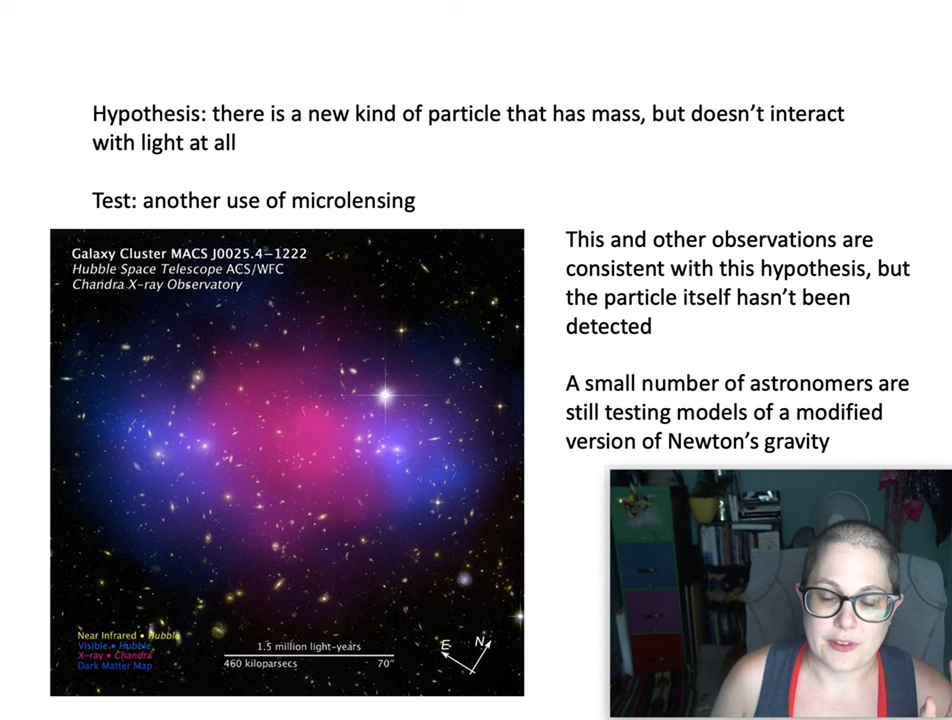 Hypothesis: there is a new kind of particle that has mass, but doesn't interact
with light at all
Test: another use of microlensing
Galaxy Cluster MACS J0025.4–1222
Hubble Space Telescope ACS/WFC
Chandra X-ray Observatory
Near Infrared • Hubble
Visible • Hubble
X-ray • Chandra
Dark Matter Map
1.5 million light-years
460 kiloparsecs 70"
E N
This and other observations are
consistent with this hypothesis, but
the particle itself hasn't been
detected
A small number of astronomers are
still testing models of a modified
version of Newton's gravity